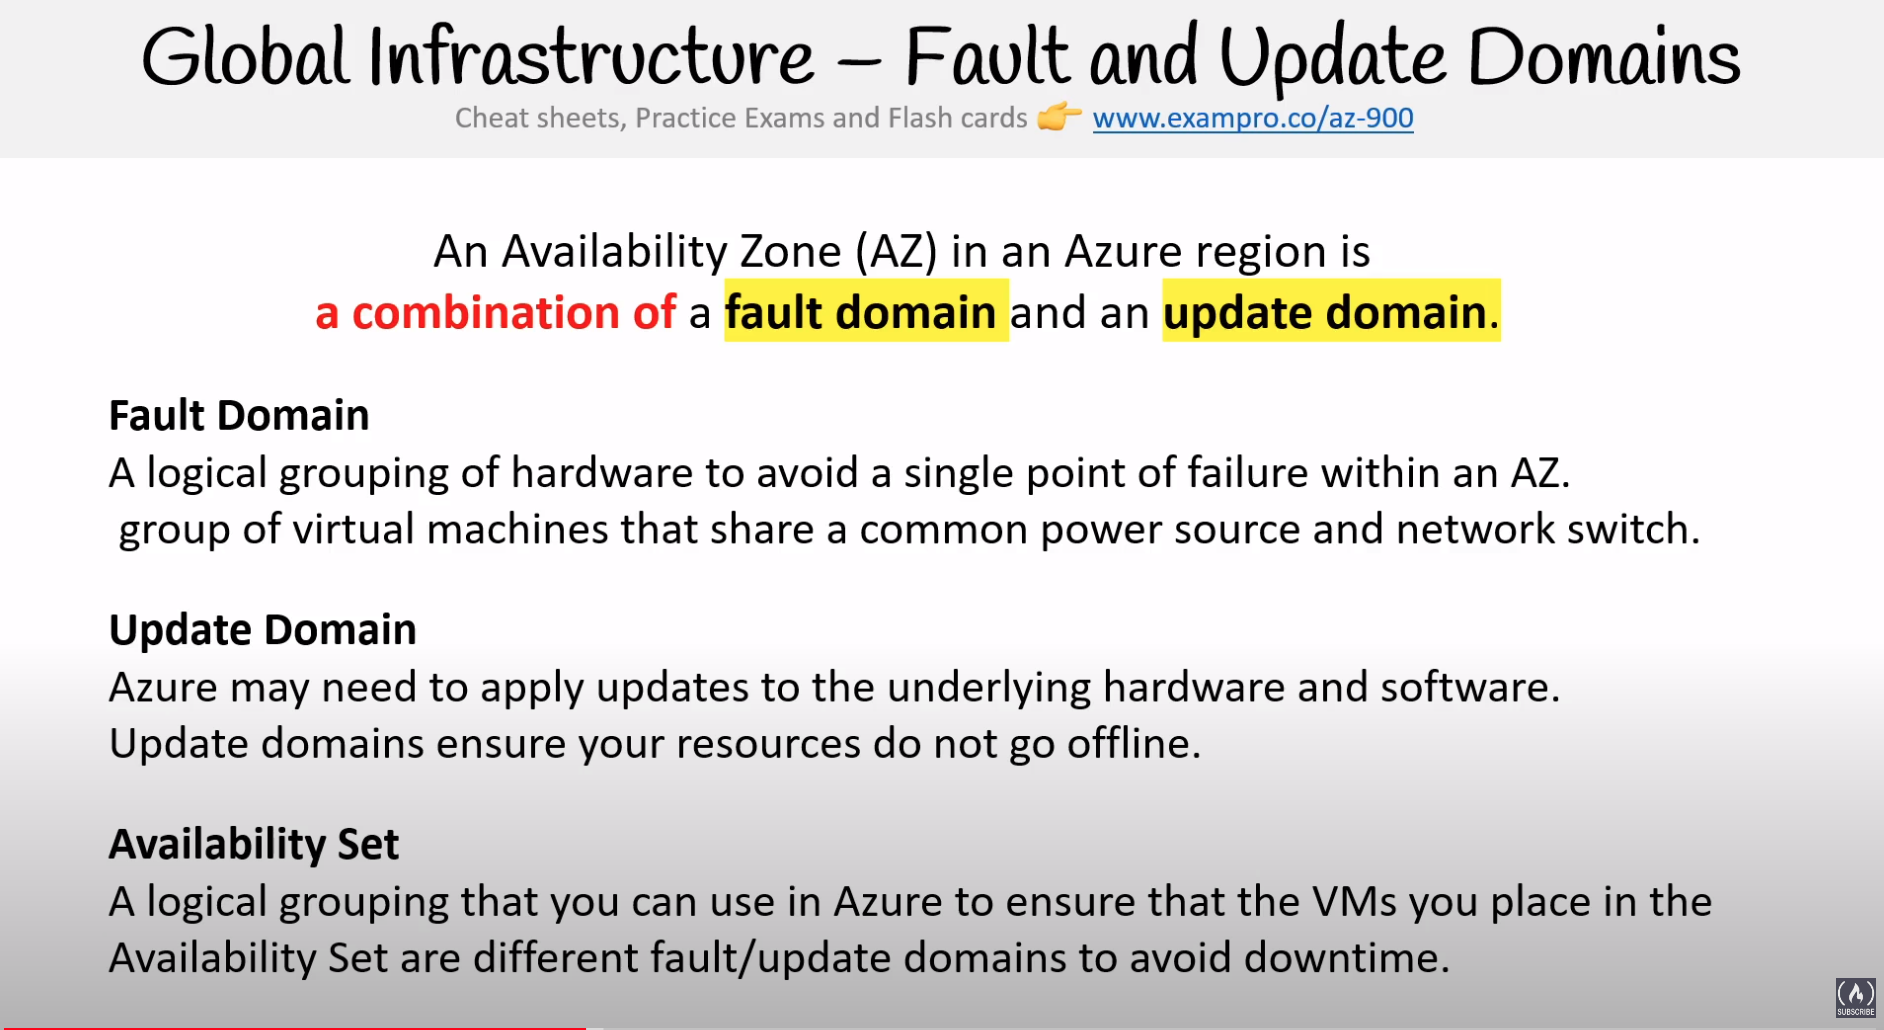 Global Infrastructure – Fault and Update Domains
Cheat sheets, Practice Exams and Flash cards 👉 www.exampro.co/az-900
An Availability Zone (AZ) in an Azure region is
a combination of a fault domain and an update domain.
Fault Domain
A logical grouping of hardware to avoid a single point of failure within an AZ.
group of virtual machines that share a common power source and network switch.
Update Domain
Azure may need to apply updates to the underlying hardware and software.
Update domains ensure your resources do not go offline.
Availability Set
A logical grouping that you can use in Azure to ensure that the VMs you place in the
Availability Set are different fault/update domains to avoid downtime.
SUBSCRIBE